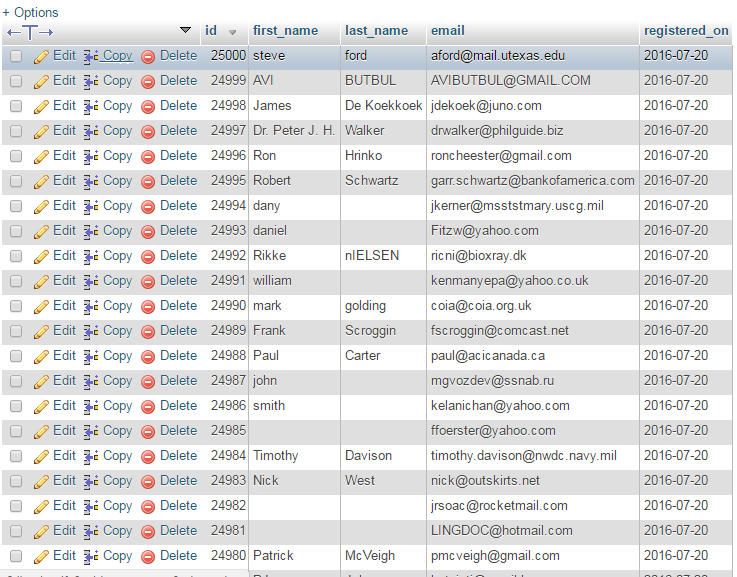 + Options
id first_name last_name email registered_on
Edit Copy Delete 25000 steve ford aford@mail.utexas.edu 2016-07-20
Edit Copy Delete 24999 AVI BUTBUL AVIBUTBUL@GMAIL.COM 2016-07-20
Edit Copy Delete 24998 James De Koekkoek jdekoek@juno.com 2016-07-20
Edit Copy Delete 24997 Dr. Peter J. H. Walker drwalker@philguide.biz 2016-07-20
Edit Copy Delete 24996 Ron Hrinko roncheester@gmail.com 2016-07-20
Edit Copy Delete 24995 Robert Schwartz garr.schwartz@bankofamerica.com 2016-07-20
Edit Copy Delete 24994 dany jkerner@msststmary.uscg.mil 2016-07-20
Edit Copy Delete 24993 daniel Fitzw@yahoo.com 2016-07-20
Edit Copy Delete 24992 Rikke nIELSEN ricni@bioxray.dk 2016-07-20
Edit Copy Delete 24991 william kenmanyepa@yahoo.co.uk 2016-07-20
Edit Copy Delete 24990 mark golding coia@coia.org.uk 2016-07-20
Edit Copy Delete 24989 Frank Scroggin fscroggin@comcast.net 2016-07-20
Edit Copy Delete 24988 Paul Carter paul@acicanada.ca 2016-07-20
Edit Copy Delete 24987 john mgvozdev@ssnab.ru 2016-07-20
Edit Copy Delete 24986 smith kelanichan@yahoo.com 2016-07-20
Edit Copy Delete 24985 ffoerster@yahoo.com 2016-07-20
Edit Copy Delete 24984 Timothy Davison timothy.davison@nwdc.navy.mil 2016-07-20
Edit Copy Delete 24983 Nick West nick@outskirts.net 2016-07-20
Edit Copy Delete 24982 jrsoac@rocketmail.com 2016-07-20
Edit Copy Delete 24981 LINGDOC@hotmail.com 2016-07-20
Edit Copy Delete 24980 Patrick McVeigh pmcveigh@gmail.com 2016-07-20